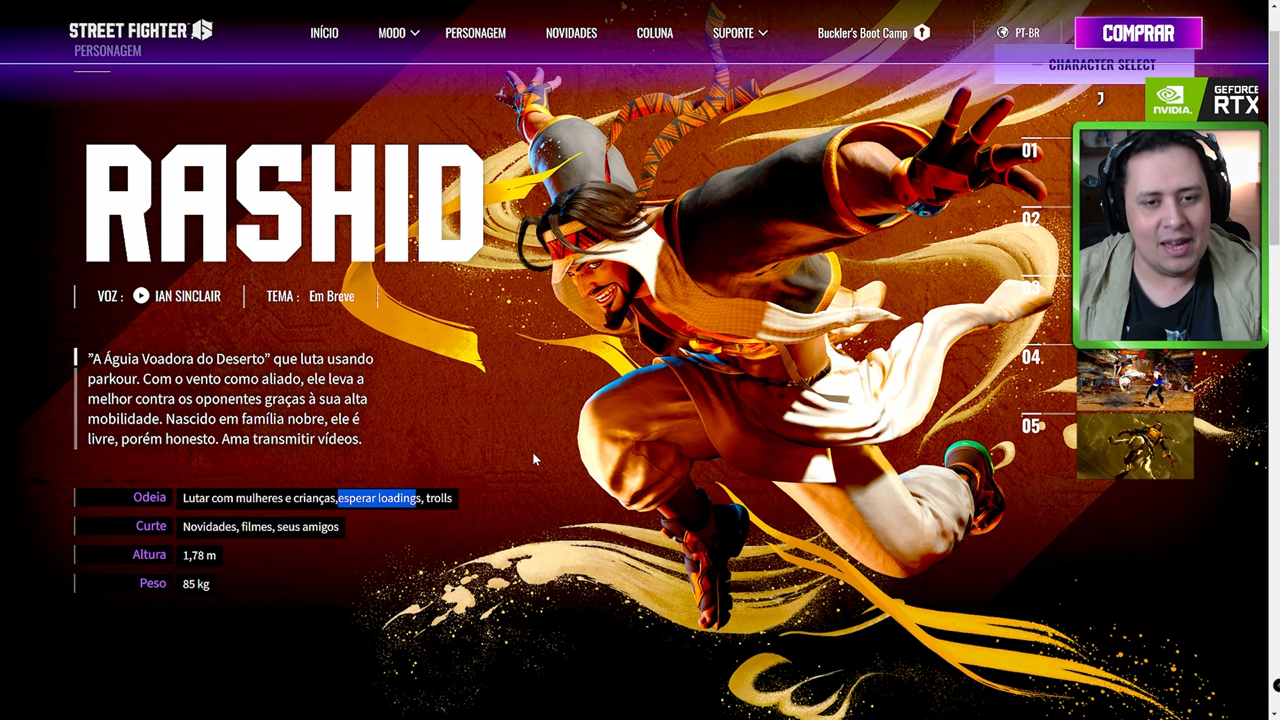 STREET FIGHTER 6
INÍCIO
MODO
PERSONAGEM
NOVIDADES
COLUNA
SUPORTE
Buckler's Boot Camp
PT-BR
COMPRAR
PERSONAGEM
CHARACTER SELECT
NVIDIA.
GEFORCE
RTX
RASHID
01
02
03
04
05
VOZ : IAN SINCLAIR
TEMA : Em Breve
”A Águia Voadora do Deserto” que luta usando
parkour. Com o vento como aliado, ele leva a
melhor contra os oponentes graças à sua alta
mobilidade. Nascido em família nobre, ele é
livre, porém honesto. Ama transmitir vídeos.
Odeia Lutar com mulheres e crianças,esperar loadings, trolls
Curte Novidades, filmes, seus amigos
Altura 1,78 m
Peso 85 kg